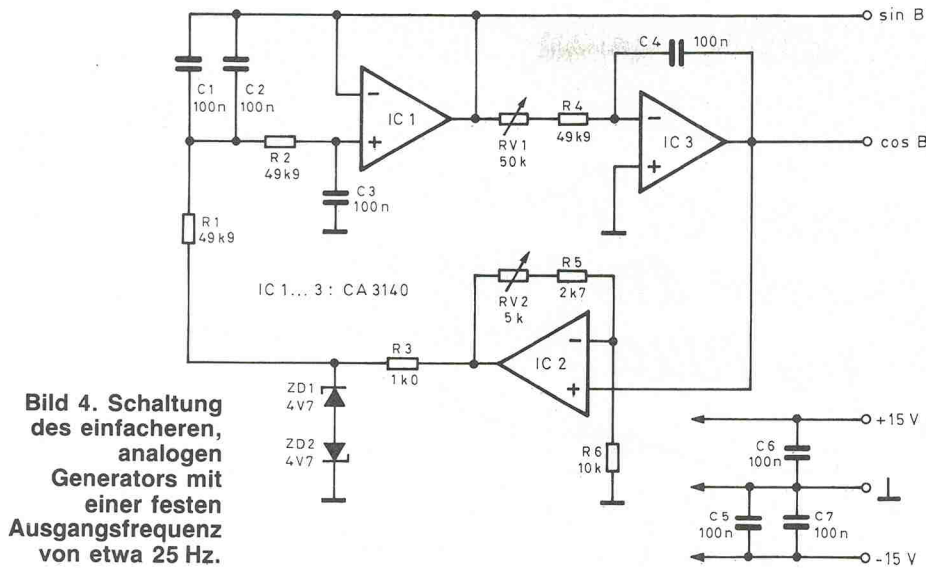 sin B
C1
100n
C2
100n
R2
49k9
C3
100n
−
+
IC 1
RV1
50k
R4
49k9
C4
100n
−
+
IC 3
cos B
R1
49k9
IC 1... 3 : CA 3140
RV2
5k
R5
2k7
IC 2
−
+
R3
1k0
R6
10k
ZD1
4V7
ZD2
4V7
+15 V
C6
100n
C5
100n
C7
100n
-15 V
Bild 4. Schaltung
des einfacheren,
analogen
Generators mit
einer festen
Ausgangsfrequenz
von etwa 25 Hz.